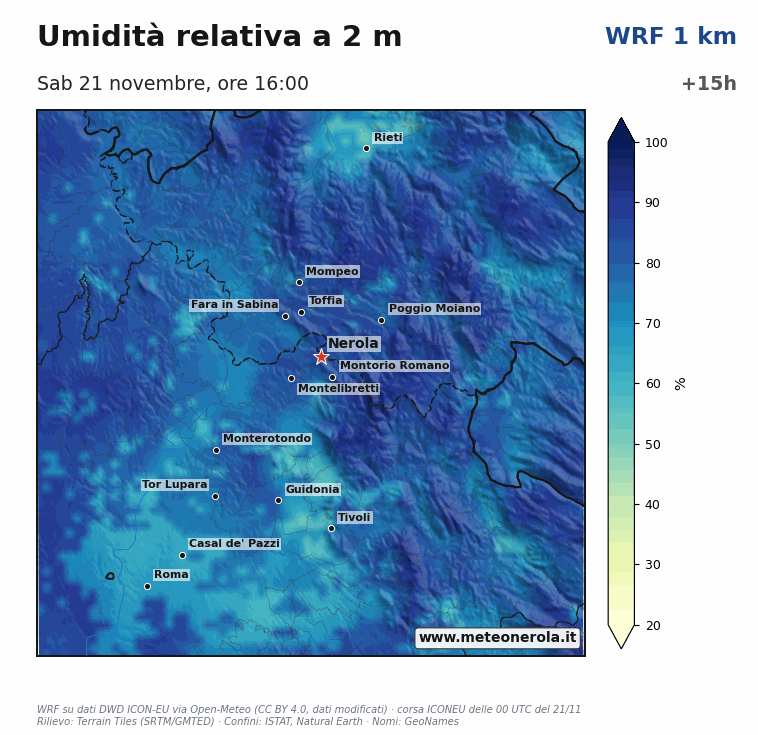 Umidità relativa a 2 m
WRF 1 km
Sab 21 novembre, ore 16:00
+15h
Rieti
Mompeo
Toffia
Fara in Sabina
Poggio Moiano
Nerola
Montorio Romano
Montelibretti
Monterotondo
Tor Lupara
Guidonia
Tivoli
Casal de' Pazzi
Roma
www.meteonerola.it
100
90
80
70
60
50
40
30
20
%
WRF su dati DWD ICON-EU via Open-Meteo (CC BY 4.0, dati modificati) · corsa ICONEU delle 00 UTC del 21/11
Rilievo: Terrain Tiles (SRTM/GMTED) · Confini: ISTAT, Natural Earth · Nomi: GeoNames